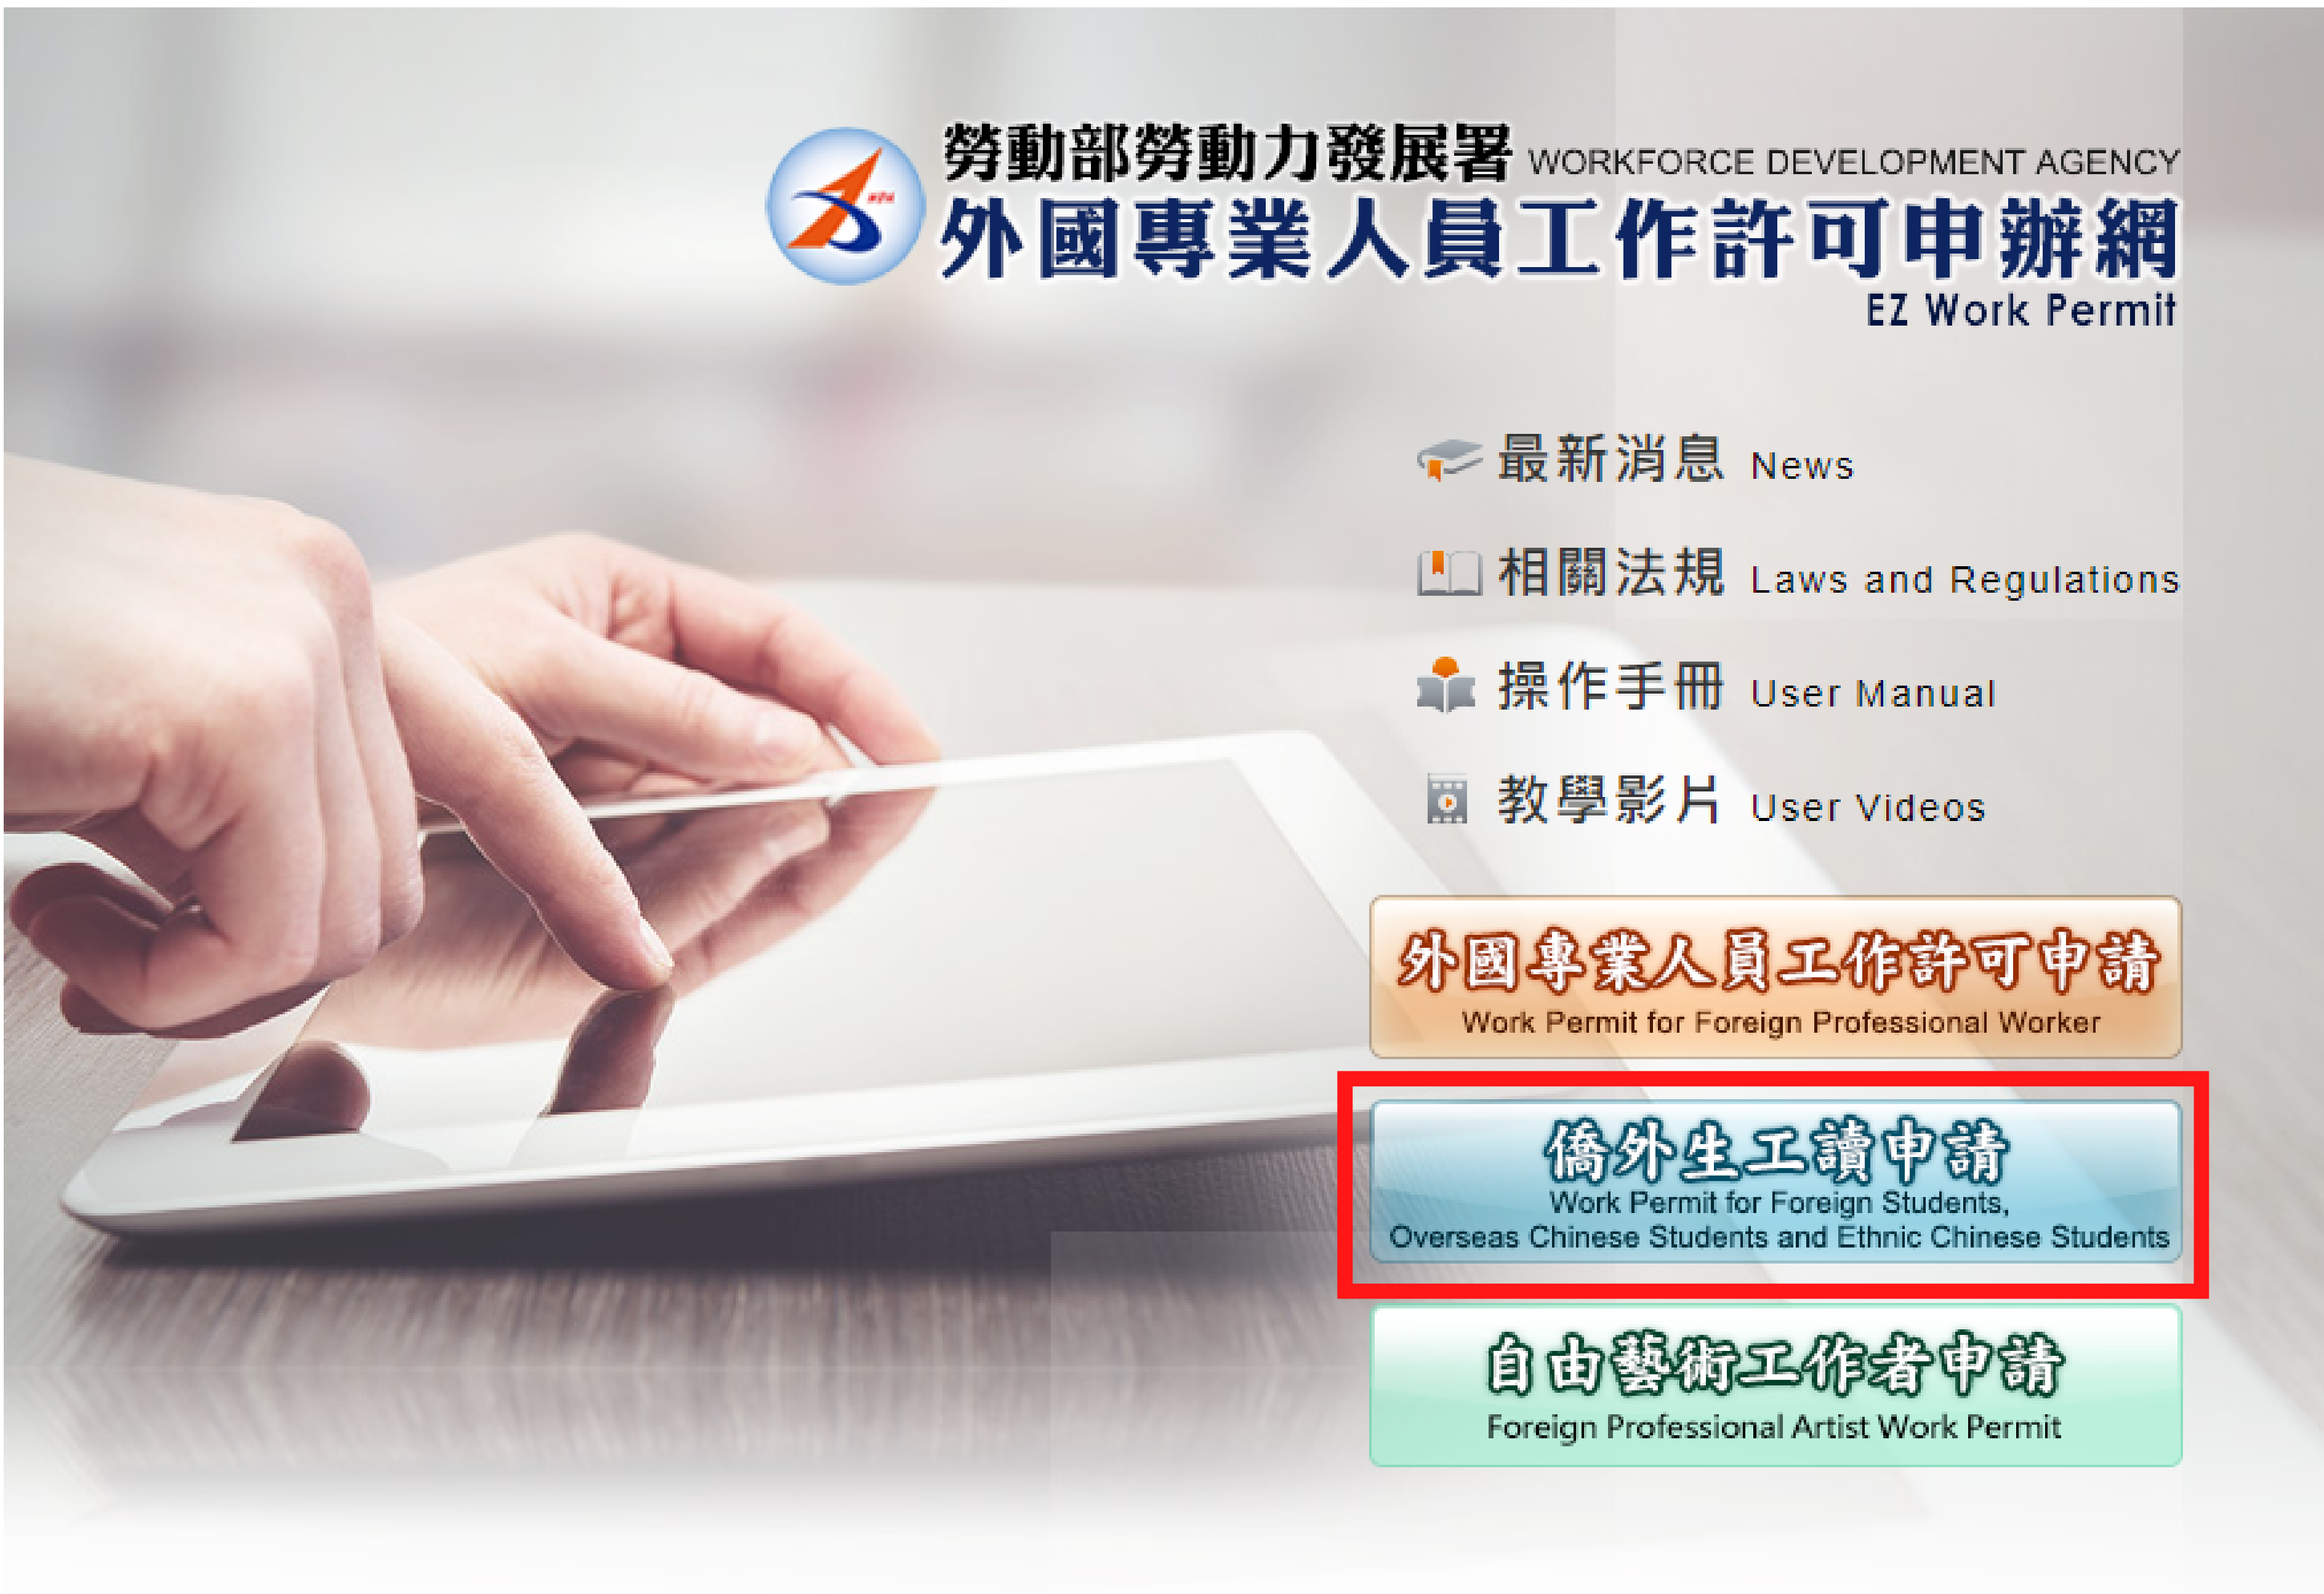 勞動部勞動力發展署 WORKFORCE DEVELOPMENT AGENCY
外國專業人員工作許可申辦網
EZ Work Permit
最新消息 News
相關法規 Laws and Regulations
操作手冊 User Manual
教學影片 User Videos
外國專業人員工作許可申請
Work Permit for Foreign Professional Worker
僑外生工讀申請
Work Permit for Foreign Students,
Overseas Chinese Students and Ethnic Chinese Students
自由藝術工作者申請
Foreign Professional Artist Work Permit